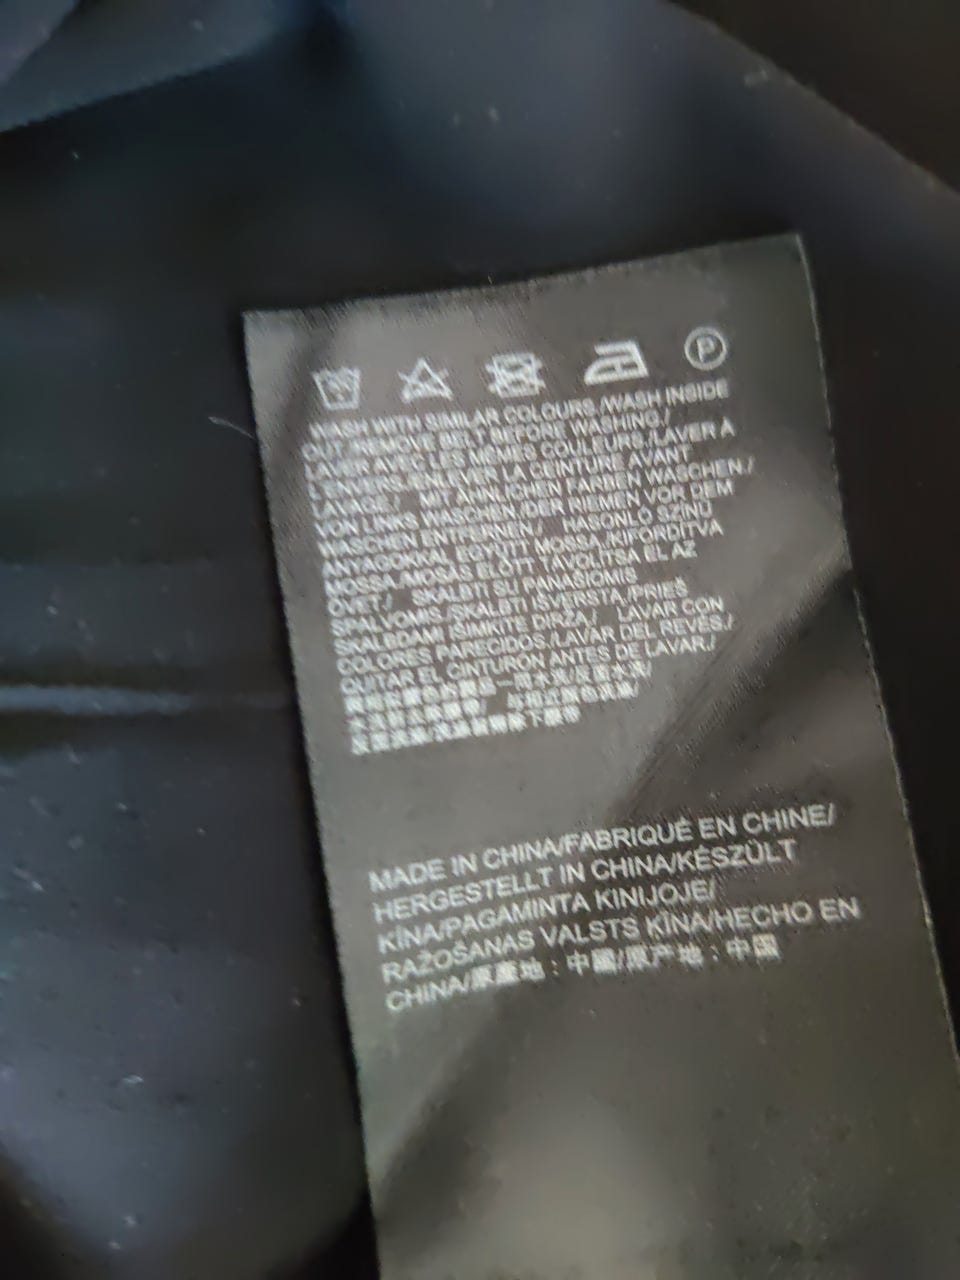 P
WASH WITH SIMILAR COLOURS /WASH INSIDE
OUT /REMOVE BELT BEFORE WASHING /
LAVER AVEC LES MÊMES COULEURS /LAVER À
L'ENVERS /ENLEVER LA CEINTURE AVANT
LAVAGE / MIT ÄHNLICHEN FARBEN WASCHEN /
VON LINKS WASCHEN /DER RIEMEN VOR DEM
WASCHEN ENTFERNEN / HASONLÓ SZÍNŰ
ANYAGOKKAL EGYÜTT MOSSA /KIFORDÍTVA
MOSSA /MOSÁS ELŐTT TÁVOLÍTSA EL AZ
ÖVET / SKALBTI SU PANAŠIOMIS
SPALVOMIS /SKALBTI IŠVERSTĄ /PRIEŠ
SKALBDAMI IŠIMKITE DIRŽĄ / LAVAR CON
COLORES PARECIDOS /LAVAR DEL REVÉS /
QUITAR EL CINTURON ANTES DE LAVAR /
MADE IN CHINA/FABRIQUÉ EN CHINE/
HERGESTELLT IN CHINA/KÉSZÜLT
KÍNA/PAGAMINTA KINIJOJE/
RAŽOŠANAS VALSTS ĶĪNA/HECHO EN
CHINA/原產地：中國/原产地：中国